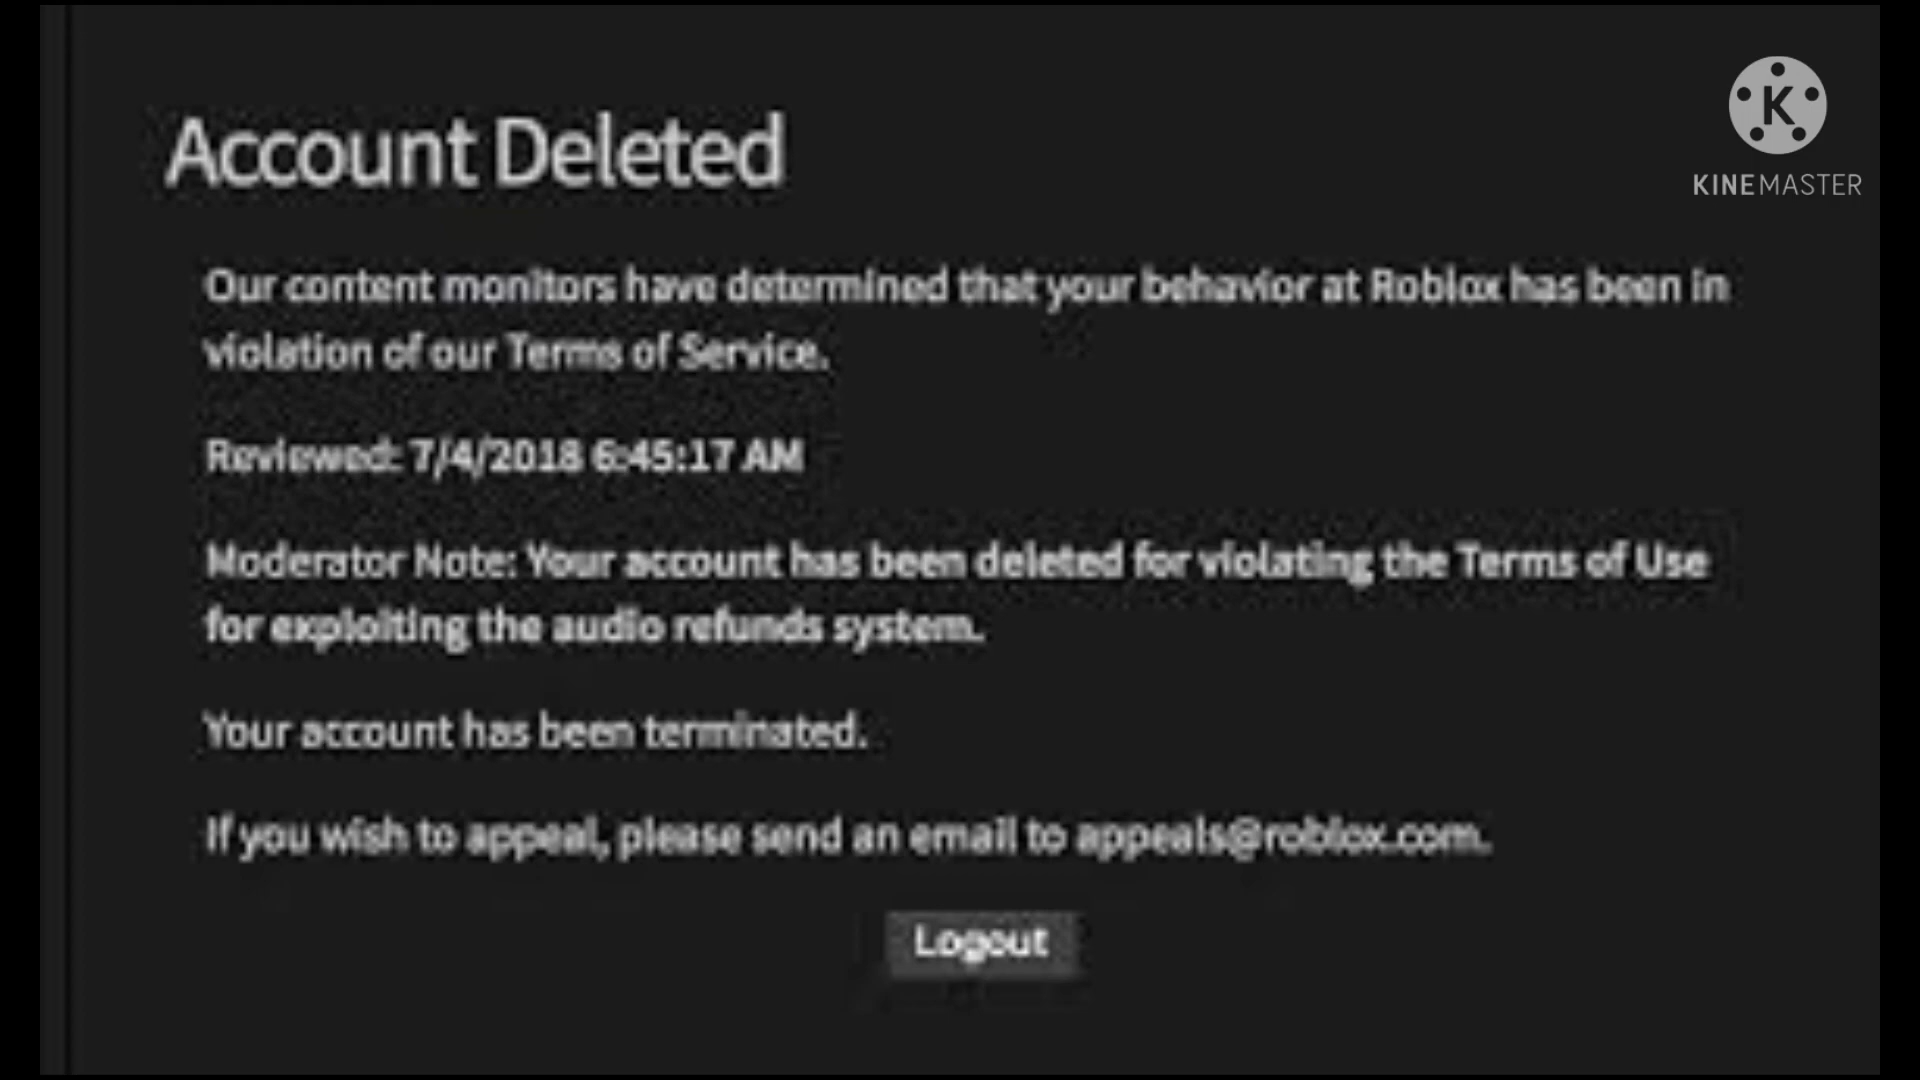 K
KINEMASTER
Account Deleted
Our content monitors have determined that your behavior at Roblox has been in
violation of our Terms of Service.
Reviewed: 7/4/2018 6:45:17 AM
Moderator Note: Your account has been deleted for violating the Terms of Use
for exploiting the audio refunds system.
Your account has been terminated.
If you wish to appeal, please send an email to appeals@roblox.com.
Logout